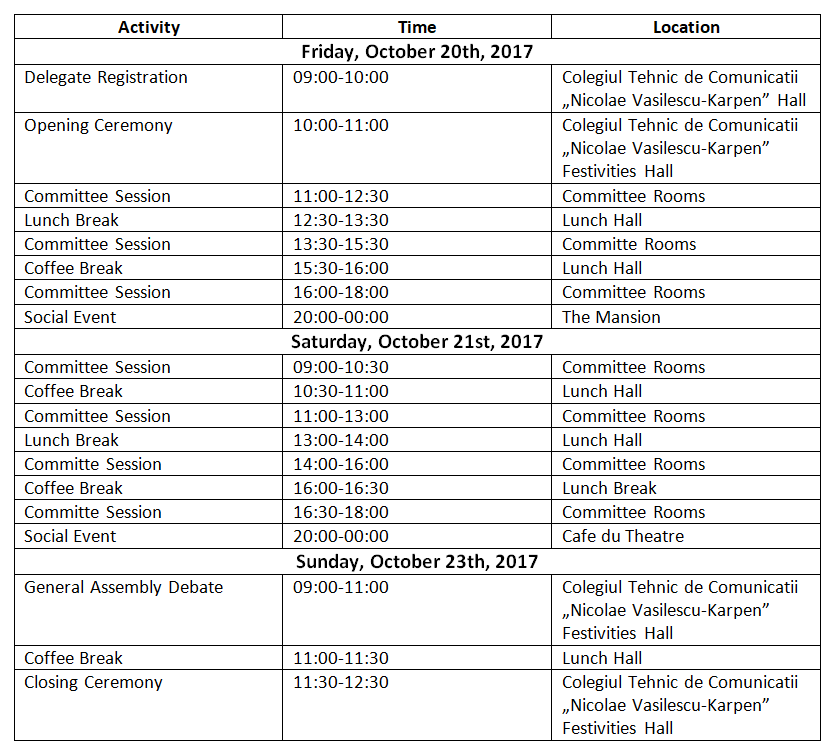 Activity Time Location
Friday, October 20th, 2017
Delegate Registration 09:00-10:00 Colegiul Tehnic de Comunicatii
„Nicolae Vasilescu-Karpen” Hall
Opening Ceremony 10:00-11:00 Colegiul Tehnic de Comunicatii
„Nicolae Vasilescu-Karpen”
Festivities Hall
Committee Session 11:00-12:30 Committee Rooms
Lunch Break 12:30-13:30 Lunch Hall
Committee Session 13:30-15:30 Committe Rooms
Coffee Break 15:30-16:00 Lunch Hall
Committee Session 16:00-18:00 Committee Rooms
Social Event 20:00-00:00 The Mansion
Saturday, October 21st, 2017
Committee Session 09:00-10:30 Committee Rooms
Coffee Break 10:30-11:00 Lunch Hall
Committee Session 11:00-13:00 Committee Rooms
Lunch Break 13:00-14:00 Lunch Hall
Committe Session 14:00-16:00 Committee Rooms
Coffee Break 16:00-16:30 Lunch Break
Committe Session 16:30-18:00 Committee Rooms
Social Event 20:00-00:00 Cafe du Theatre
Sunday, October 23th, 2017
General Assembly Debate 09:00-11:00 Colegiul Tehnic de Comunicatii
„Nicolae Vasilescu-Karpen”
Festivities Hall
Coffee Break 11:00-11:30 Lunch Hall
Closing Ceremony 11:30-12:30 Colegiul Tehnic de Comunicatii
„Nicolae Vasilescu-Karpen”
Festivities Hall